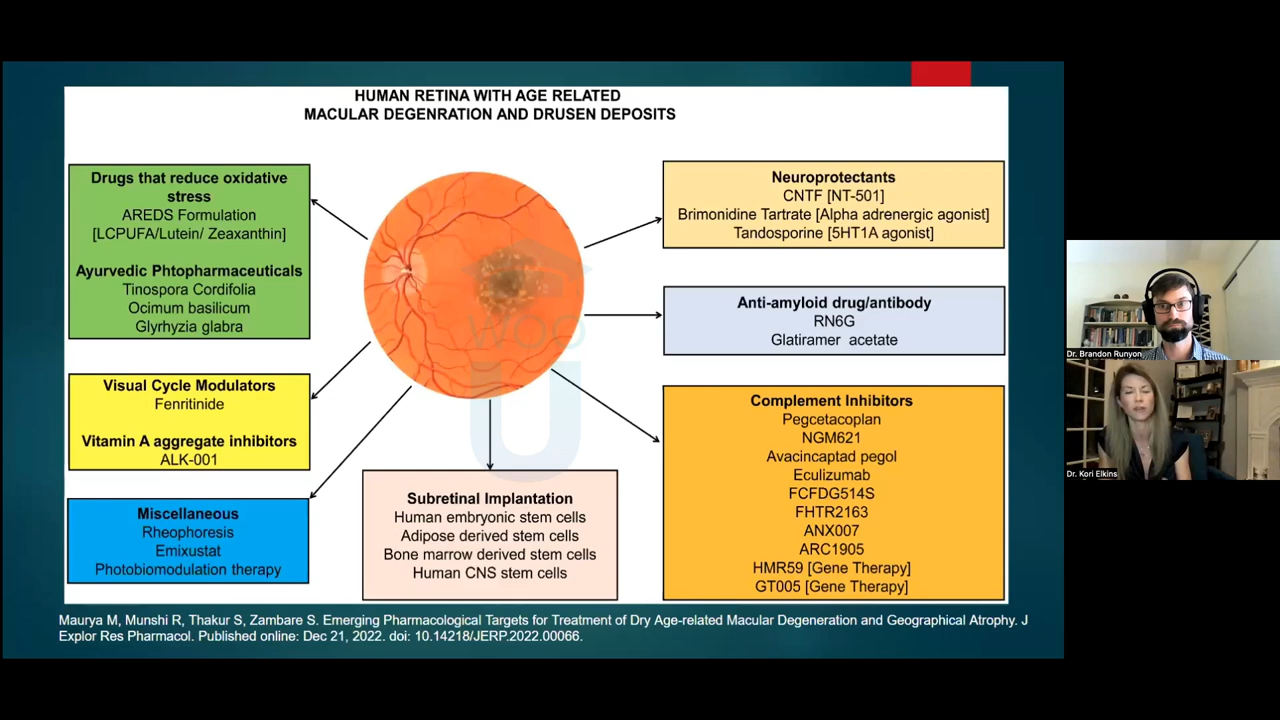 HUMAN RETINA WITH AGE RELATED
MACULAR DEGENRATION AND DRUSEN DEPOSITS
Drugs that reduce oxidative
stress
AREDS Formulation
[LCPUFA/Lutein/ Zeaxanthin]
Ayurvedic Phtopharmaceuticals
Tinospora Cordifolia
Ocimum basilicum
Glyrhyzia glabra
Visual Cycle Modulators
Fenritinide
Vitamin A aggregate inhibitors
ALK-001
Miscellaneous
Rheophoresis
Emixustat
Photobiomodulation therapy
WOO
U
Subretinal Implantation
Human embryonic stem cells
Adipose derived stem cells
Bone marrow derived stem cells
Human CNS stem cells
Neuroprotectants
CNTF [NT-501]
Brimonidine Tartrate [Alpha adrenergic agonist]
Tandosporine [5HT1A agonist]
Anti-amyloid drug/antibody
RN6G
Glatiramer acetate
Complement Inhibitors
Pegcetacoplan
NGM621
Avacincaptad pegol
Eculizumab
FCFDG514S
FHTR2163
ANX007
ARC1905
HMR59 [Gene Therapy]
GT005 [Gene Therapy]
Maurya M, Munshi R, Thakur S, Zambare S. Emerging Pharmacological Targets for Treatment of Dry Age-related Macular Degeneration and Geographical Atrophy. J
Explor Res Pharmacol. Published online: Dec 21, 2022. doi: 10.14218/JERP.2022.00066.
Dr. Brandon Runyon
Dr. Kori Elkins